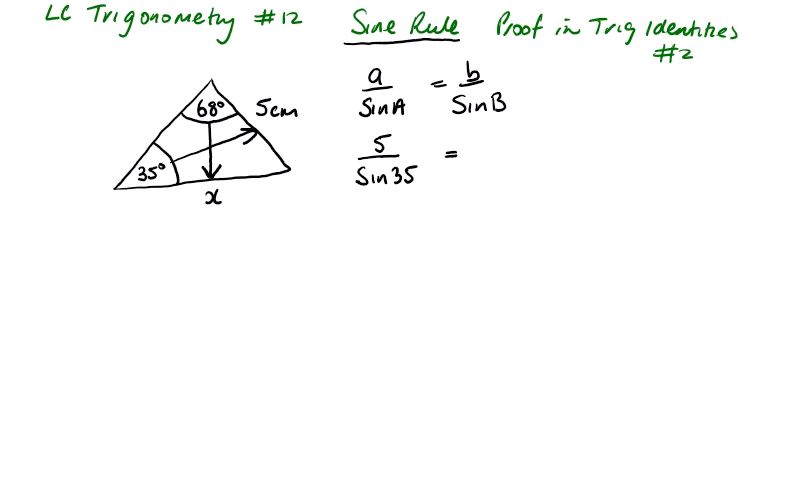 LC Trigonometry #12 Sine Rule Proof in Trig Identities
#2
68° 5cm
35°
x
a/SinA = b/SinB
5/Sin35 =